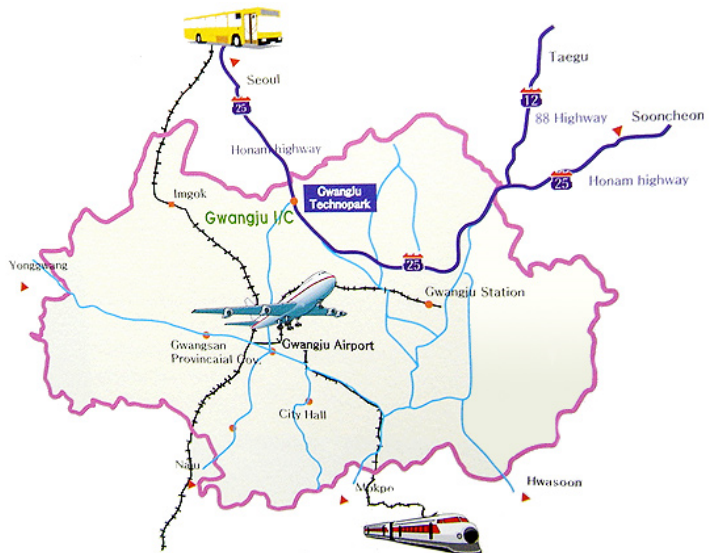 Taegu
Seoul
12
25
88 Highway
Sooncheon
Honam highway
25
Honam highway
Imgok
Gwangju
Technopark
Gwangju I/C
25
Yonggwang
Gwangju Station
Gwangsan
Provincaial Gov.
Gwangju Airport
City Hall
Naju
Mokpo
Hwasoon